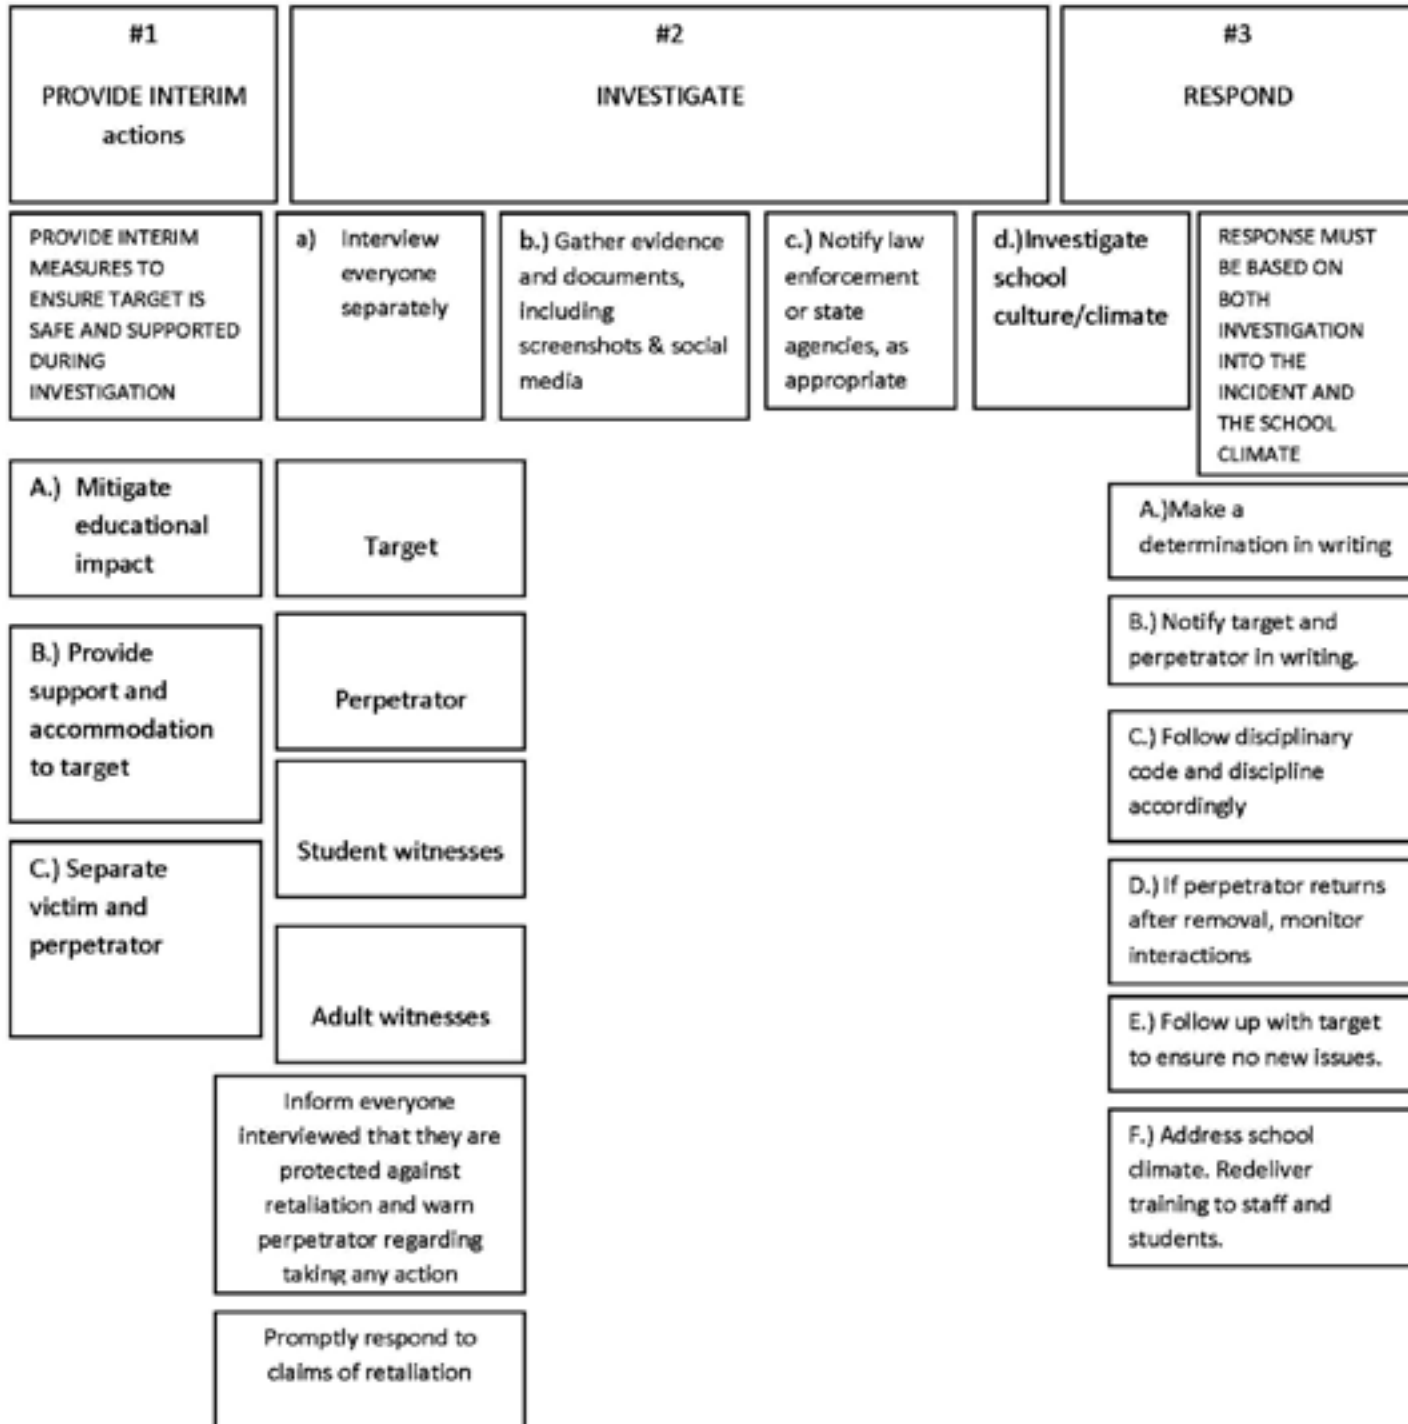 #1
PROVIDE INTERIM
actions
#2
INVESTIGATE
#3
RESPOND
PROVIDE INTERIM
MEASURES TO
ENSURE TARGET IS
SAFE AND SUPPORTED
DURING
INVESTIGATION
a) Interview
everyone
separately
b.) Gather evidence
and documents,
including
screenshots & social
media
c.) Notify law
enforcement
or state
agencies, as
appropriate
d.)Investigate
school
culture/climate
RESPONSE MUST
BE BASED ON
BOTH
INVESTIGATION
INTO THE
INCIDENT AND
THE SCHOOL
CLIMATE
A.) Mitigate
educational
impact
B.) Provide
support and
accommodation
to target
C.) Separate
victim and
perpetrator
Target
Perpetrator
Student witnesses
Adult witnesses
Inform everyone
interviewed that they are
protected against
retaliation and warn
perpetrator regarding
taking any action
Promptly respond to
claims of retaliation
A.)Make a
determination in writing
B.) Notify target and
perpetrator in writing.
C.) Follow disciplinary
code and discipline
accordingly
D.) If perpetrator returns
after removal, monitor
interactions
E.) Follow up with target
to ensure no new issues.
F.) Address school
climate. Redeliver
training to staff and
students.